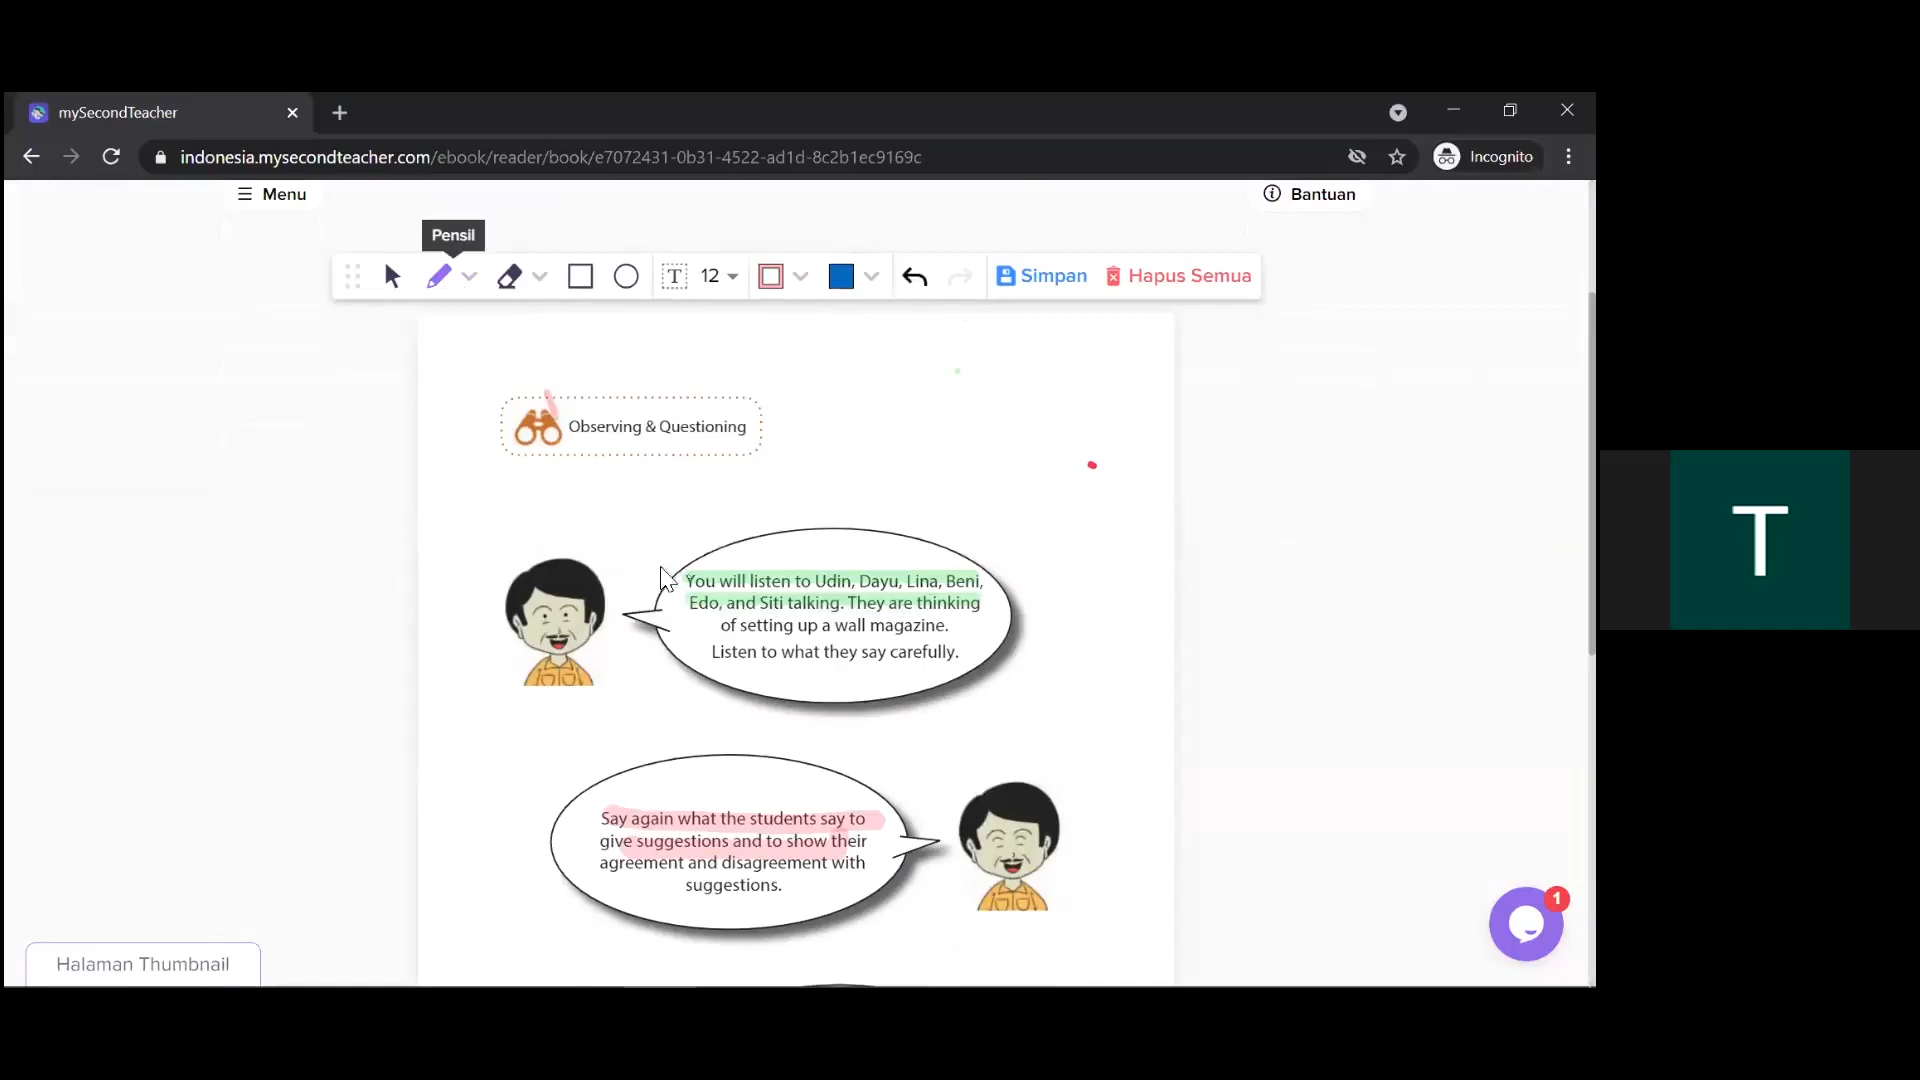 mySecondTeacher
indonesia.mysecondteacher.com/ebook/reader/book/e7072431-0b31-4522-ad1d-8c2b1ec9169c
Incognito
Menu
Bantuan
Pensil
T 12 Simpan Hapus Semua
Observing & Questioning
You will listen to Udin, Dayu, Lina, Beni,
Edo, and Siti talking. They are thinking
of setting up a wall magazine.
Listen to what they say carefully.
T
Say again what the students say to
give suggestions and to show their
agreement and disagreement with
suggestions.
1
Halaman Thumbnail